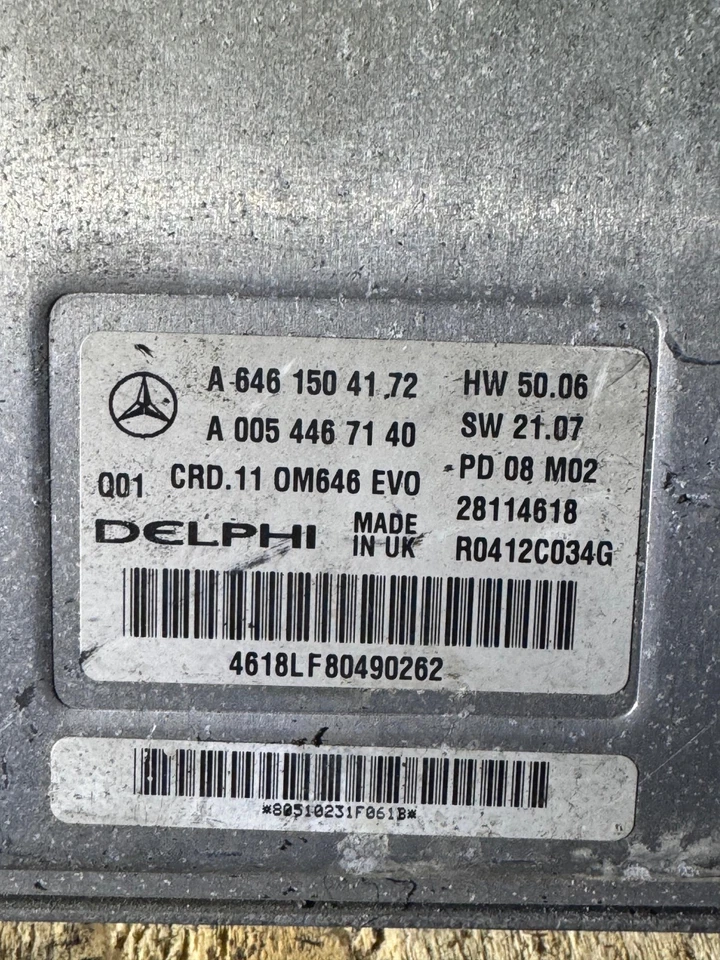 A 646 150 41 72 HW 50.06
A 005 446 71 40 SW 21.07
PD 08 M02
Q01 CRD.11 OM646 EVO
28114618
DELPHI MADE IN UK R0412C034G
4618LF80490262
*80510231F061B*